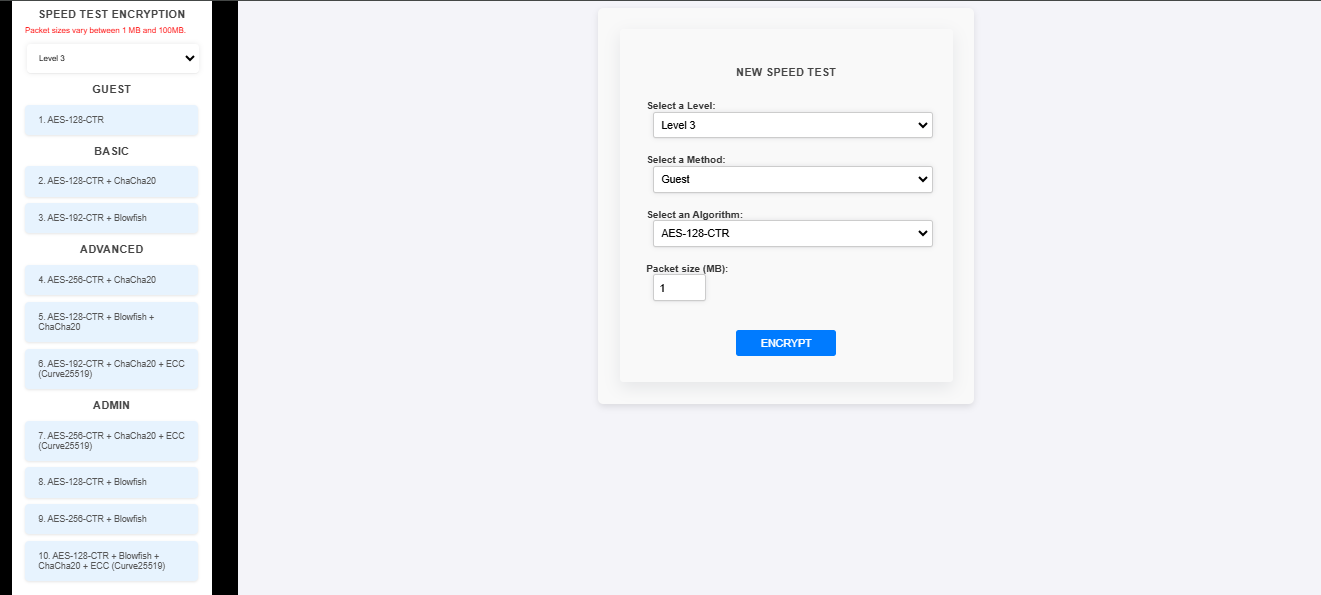 SPEED TEST ENCRYPTION
Packet sizes vary between 1 MB and 100MB.
Level 3
GUEST
1. AES-128-CTR
BASIC
2. AES-128-CTR + ChaCha20
3. AES-192-CTR + Blowfish
ADVANCED
4. AES-256-CTR + ChaCha20
5. AES-128-CTR + Blowfish +
ChaCha20
6. AES-192-CTR + ChaCha20 + ECC
(Curve25519)
ADMIN
7. AES-256-CTR + ChaCha20 + ECC
(Curve25519)
8. AES-128-CTR + Blowfish
9. AES-256-CTR + Blowfish
10. AES-128-CTR + Blowfish +
ChaCha20 + ECC (Curve25519)
NEW SPEED TEST
Select a Level:
Level 3
Select a Method:
Guest
Select an Algorithm:
AES-128-CTR
Packet size (MB):
1
ENCRYPT